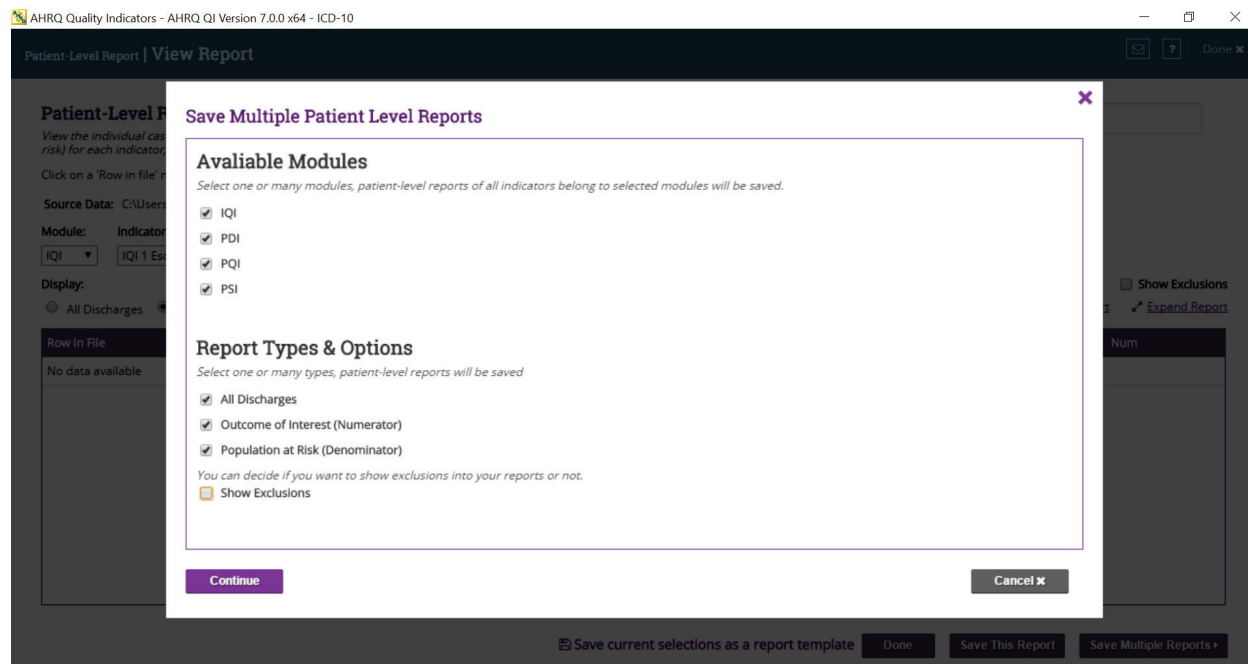 AHRQ Quality Indicators - AHRQ QI Version 7.0.0 x64 - ICD-10
Patient-Level Report | View Report
? Done ×
Patient-Level R
View the individual cas
risk) for each indicator,
Click on a 'Row in file'
Source Data: C:\Users
Module: Indicator
IQI IQI 1 Eso
Display:
All Discharges
Show Exclusions
Expand Report
Row In File Num
No data available
Save Multiple Patient Level Reports
Avaliable Modules
Select one or many modules, patient-level reports of all indicators belong to selected modules will be saved.
IQI
PDI
PQI
PSI
Report Types & Options
Select one or many types, patient-level reports will be saved
All Discharges
Outcome of Interest (Numerator)
Population at Risk (Denominator)
You can decide if you want to show exclusions into your reports or not.
Show Exclusions
Continue Cancel ×
Save current selections as a report template Done Save This Report Save Multiple Reports